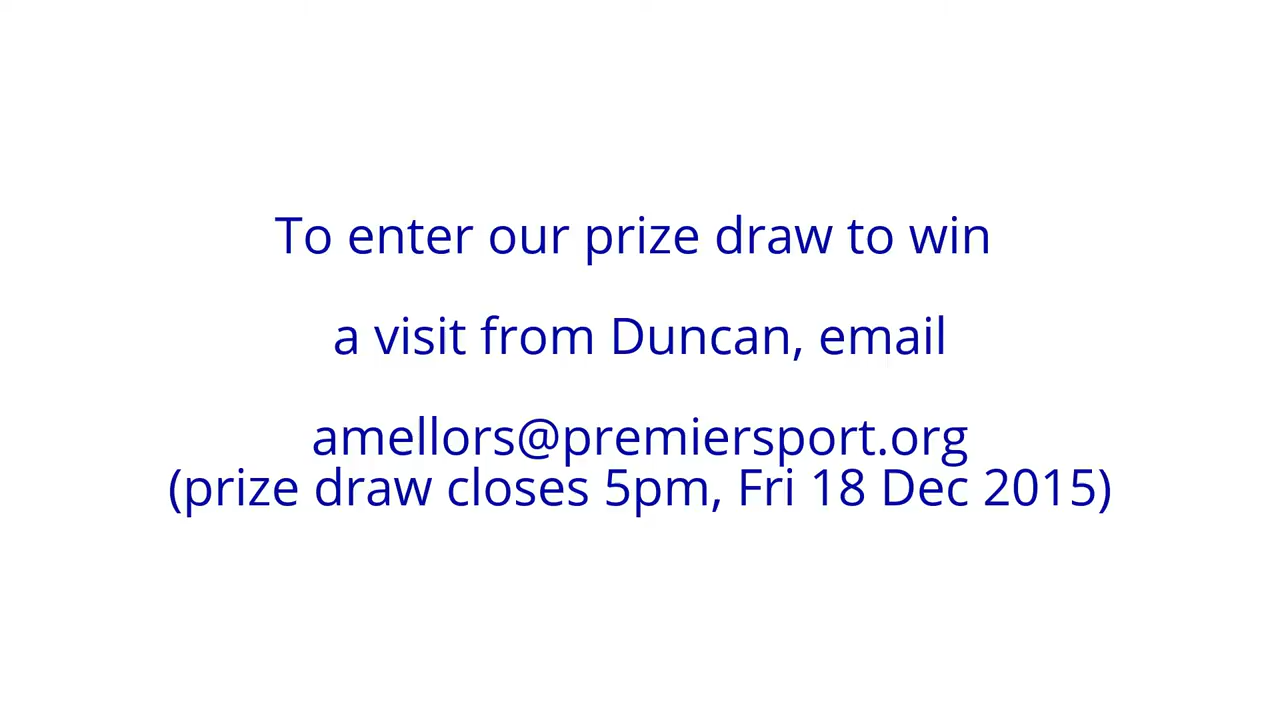 To enter our prize draw to win
a visit from Duncan, email
amellors@premiersport.org
(prize draw closes 5pm, Fri 18 Dec 2015)